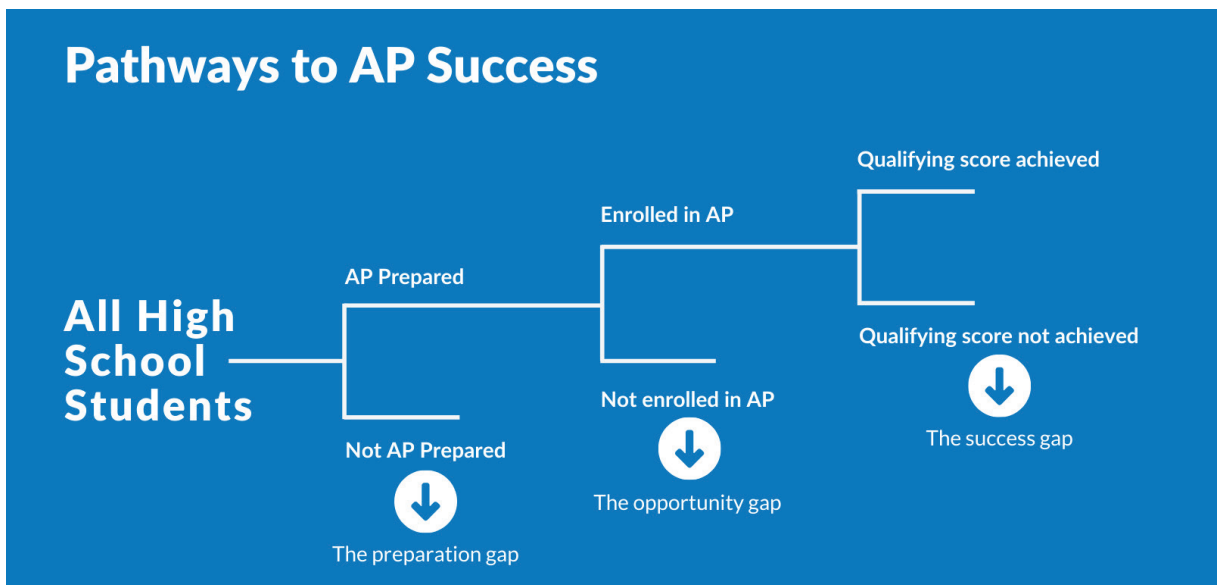 Pathways to AP Success
All High
School
Students
AP Prepared
Not AP Prepared
The preparation gap
Enrolled in AP
Not enrolled in AP
The opportunity gap
Qualifying score achieved
Qualifying score not achieved
The success gap